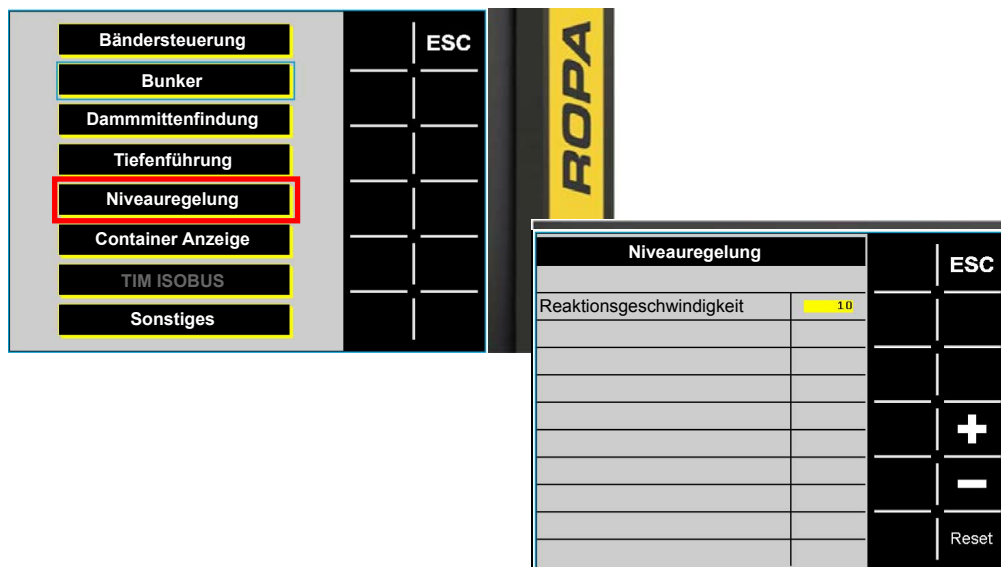 Bändersteuerung
ESC
Bunker
Dammmittenfindung
Tiefenführung
Niveauregelung
Container Anzeige
TIM ISOBUS
Sonstiges
ROPA
Niveauregelung
ESC
Reaktionsgeschwindigkeit 10
+
−
Reset